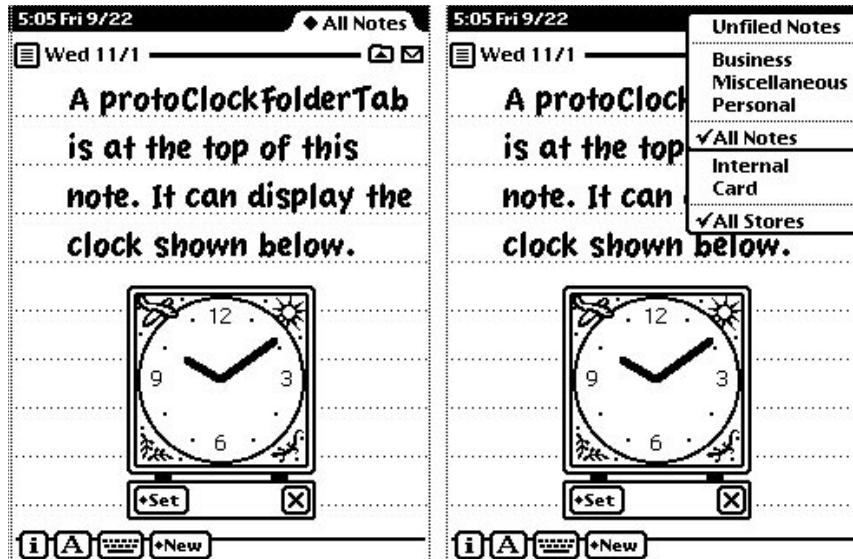 5:05 Fri 9/22
All Notes
Wed 11/1
A protoClockFolderTab
is at the top of this
note. It can display the
clock shown below.
12
9 3
6
Set
i A New
5:05 Fri 9/22
Unfiled Notes
Business
Miscellaneous
Personal
✓All Notes
Internal
Card
✓All Stores
Wed 11/1
A protoClock
is at the top
note. It can
clock shown below.
12
9 3
6
Set
i A New